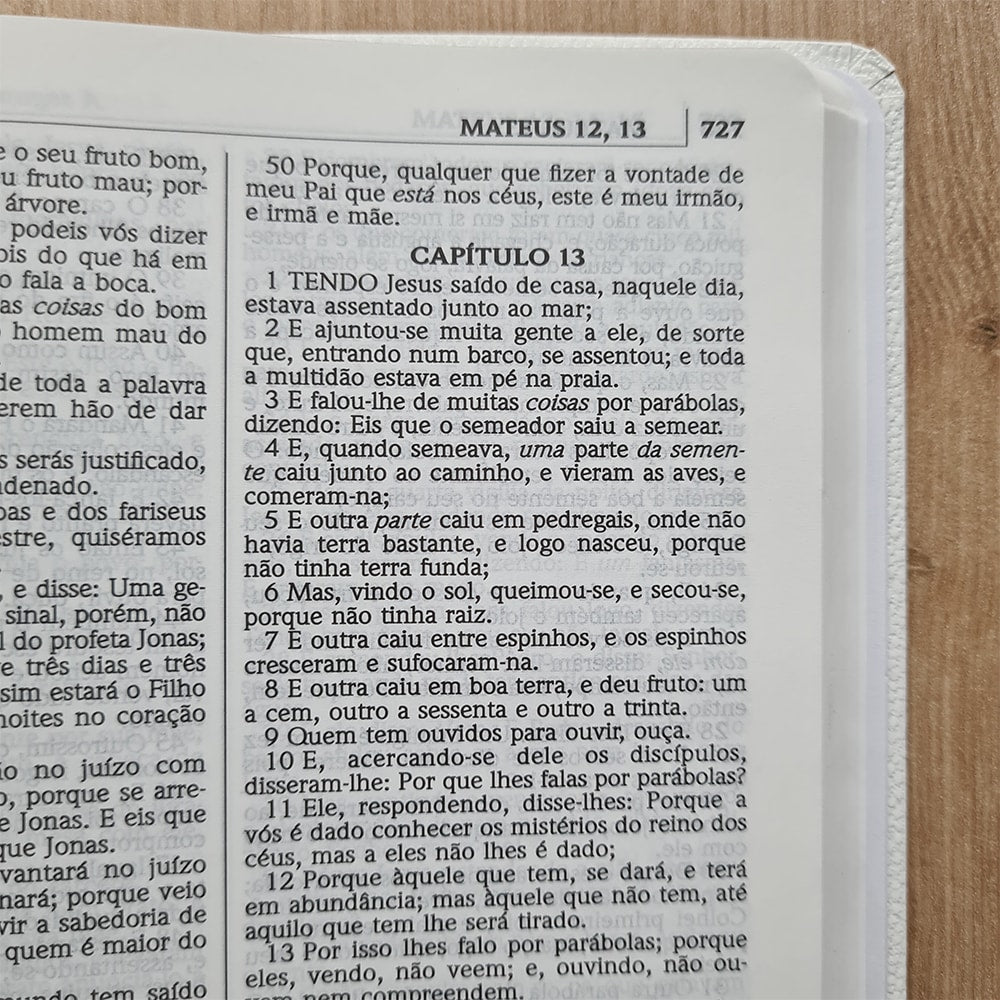 MATEUS 12, 13 727
e o seu fruto bom,
u fruto mau; por-
árvore.
podeis vós dizer
do que há em
o fala a boca.
as coisas do bom
homem mau do
de toda a palavra
erem hão de dar
s serás justificado,
denado.
e dos fariseus
estre, quiséramos
, e disse: Uma ge-
sinal, porém, não
l do profeta Jonas;
e três dias e três
sim estará o Filho
noites no coração
no juízo com
o, porque se arre-
e Jonas. E eis que
que Jonas.
vantará no juízo
nará; porque veio
vir a sabedoria de
quem é maior do
tem saído
50 Porque, qualquer que fizer a vontade de
meu Pai que está nos céus, este é meu irmão,
e irmã e mãe.
CAPÍTULO 13
1 TENDO Jesus saído de casa, naquele dia,
estava assentado junto ao mar;
2 E ajuntou-se muita gente a ele, de sorte
que, entrando num barco, se assentou; e toda
a multidão estava em pé na praia.
3 E falou-lhe de muitas coisas por parábolas,
dizendo: Eis que o semeador saiu a semear.
4 E, quando semeava, uma parte da semen-
te caiu junto ao caminho, e vieram as aves, e
comeram-na;
5 E outra parte caiu em pedregais, onde não
havia terra bastante, e logo nasceu, porque
não tinha terra funda;
6 Mas, vindo o sol, queimou-se, e secou-se,
porque não tinha raiz.
7 E outra caiu entre espinhos, e os espinhos
cresceram e sufocaram-na.
8 E outra caiu em boa terra, e deu fruto: um
a cem, outro a sessenta e outro a trinta.
9 Quem tem ouvidos para ouvir, ouça.
10 E, acercando-se dele os discípulos,
disseram-lhe: Por que lhes falas por parábolas?
11 Ele, respondendo, disse-lhes: Porque a
vós é dado conhecer os mistérios do reino dos
céus, mas a eles não lhes é dado;
12 Porque àquele que tem, se dará, e terá
em abundância; mas àquele que não tem, até
aquilo que tem lhe será tirado.
13 Por isso lhes falo por parábolas; porque
eles, vendo, não veem; e, ouvindo, não ou-
vem nem compreendem.